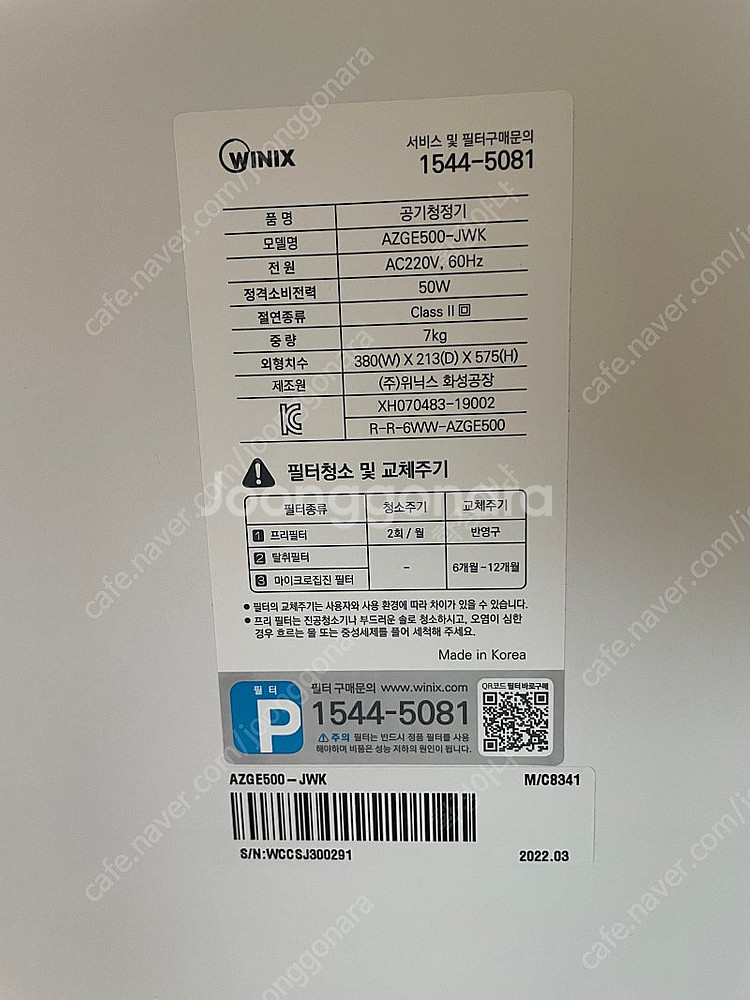 WINIX
서비스 및 필터구매문의
1544-5081
품 명 공기청정기
모델명 AZGE500-JWK
전 원 AC220V, 60Hz
정격소비전력 50W
절연종류 Class II
중 량 7kg
외형치수 380(W) X 213(D) X 575(H)
제조원 (주)위닉스 화성공장
XH070483-19002
R-R-6WW-AZGE500
필터청소 및 교체주기
필터종류 청소주기 교체주기
1 프리필터 2회 / 월 반영구
2 탈취필터
3 마이크로집진 필터 - 6개월~12개월
• 필터의 교체주기는 사용자와 사용 환경에 따라 차이가 있을 수 있습니다.
• 프리 필터는 진공청소기나 부드러운 솔로 청소하시고, 오염이 심한
경우 흐르는 물 또는 중성세제를 풀어 세척해 주세요.
Made in Korea
필 터
P
필터 구매문의 www.winix.com
1544-5081
주의 필터는 반드시 정품 필터를 사용
해야하며 비품은 성능 저하의 원인이 됩니다.
QR코드 필터 바로구매
AZGE500-JWK M/C8341
S/N:WCCSJ300291 2022.03
Joonggonara
cafe.naver.com/joonggonara